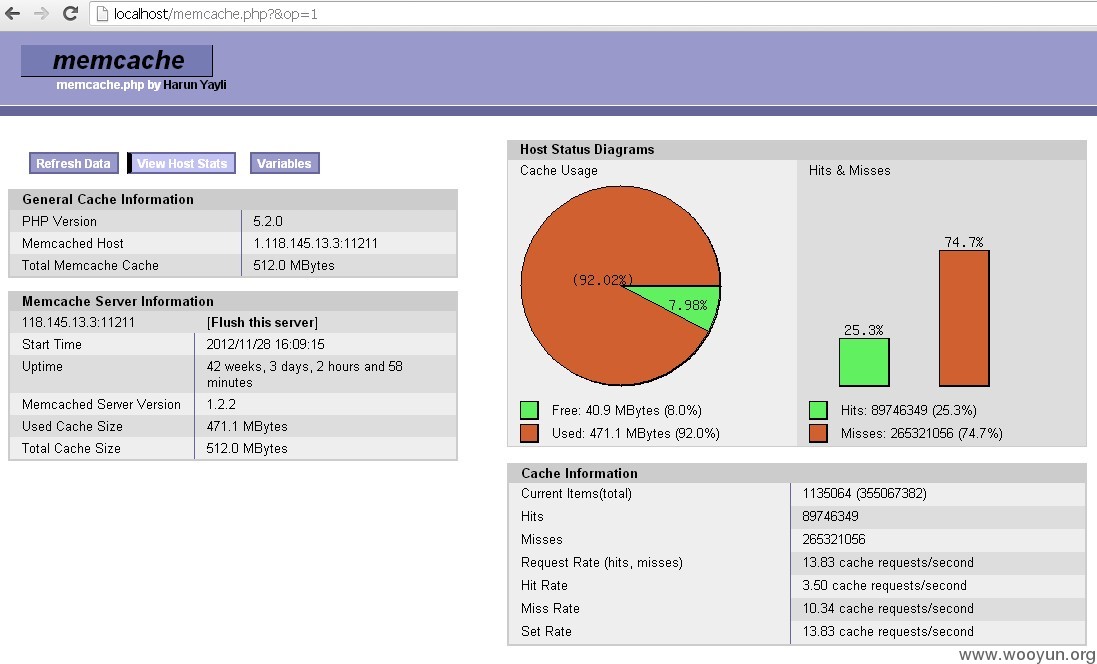 localhost/memcache.php?&op=1
memcache
memcache.php by Harun Yayli
Refresh Data View Host Stats Variables
General Cache Information
PHP Version 5.2.0
Memcached Host 1.118.145.13.3:11211
Total Memcache Cache 512.0 MBytes
Memcache Server Information
118.145.13.3:11211 [Flush this server]
Start Time 2012/11/28 16:09:15
Uptime 42 weeks, 3 days, 2 hours and 58
minutes
Memcached Server Version 1.2.2
Used Cache Size 471.1 MBytes
Total Cache Size 512.0 MBytes
Host Status Diagrams
Cache Usage
(92.02%)
7.98%
Free: 40.9 MBytes (8.0%)
Used: 471.1 MBytes (92.0%)
Hits & Misses
74.7%
25.3%
Hits: 89746349 (25.3%)
Misses: 265321056 (74.7%)
Cache Information
Current Items(total) 1135064 (355067382)
Hits 89746349
Misses 265321056
Request Rate (hits, misses) 13.83 cache requests/second
Hit Rate 3.50 cache requests/second
Miss Rate 10.34 cache requests/second
Set Rate 13.83 cache requests/second
www.wooyun.org